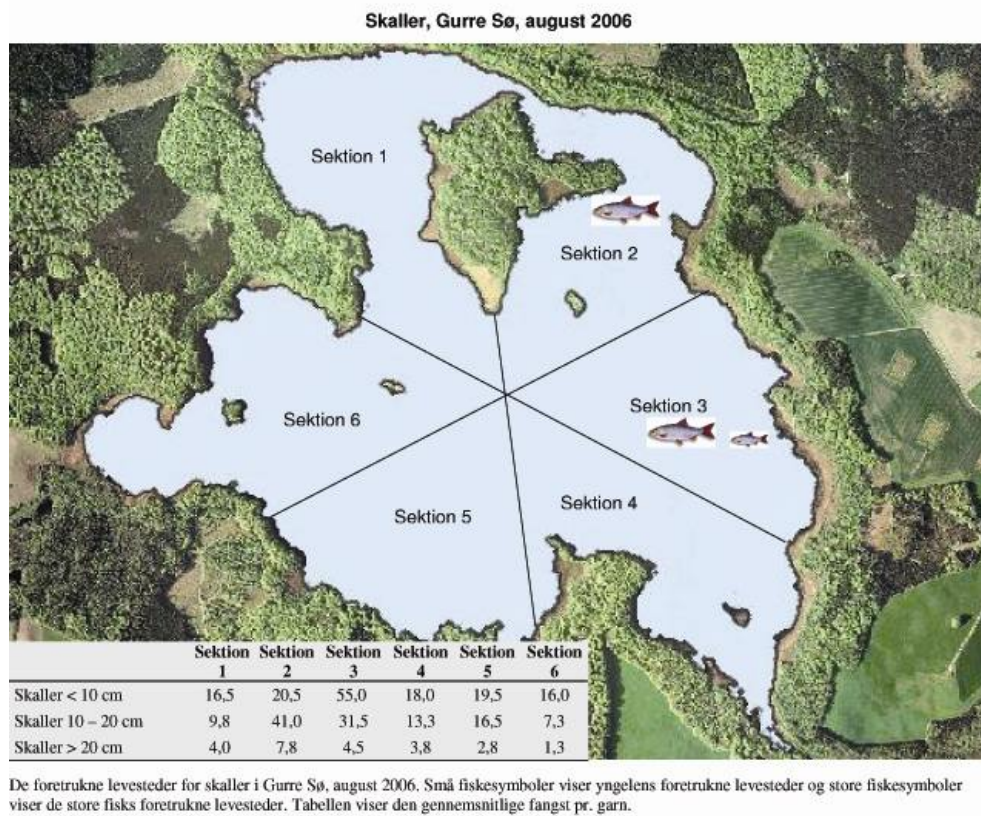 Skaller, Gurre Sø, august 2006
Sektion 1
Sektion 2
Sektion 3
Sektion 6
Sektion 4
Sektion 5
Sektion 1 Sektion 2 Sektion 3 Sektion 4 Sektion 5 Sektion 6
Skaller < 10 cm 16,5 20,5 55,0 18,0 19,5 16,0
Skaller 10 – 20 cm 9,8 41,0 31,5 13,3 16,5 7,3
Skaller > 20 cm 4,0 7,8 4,5 3,8 2,8 1,3
De foretrukne levesteder for skaller i Gurre Sø, august 2006. Små fiskesymboler viser yngelens foretrukne levesteder og store fiskesymboler
viser de store fisks foretrukne levesteder. Tabellen viser den gennemsnitlige fangst pr. garn.